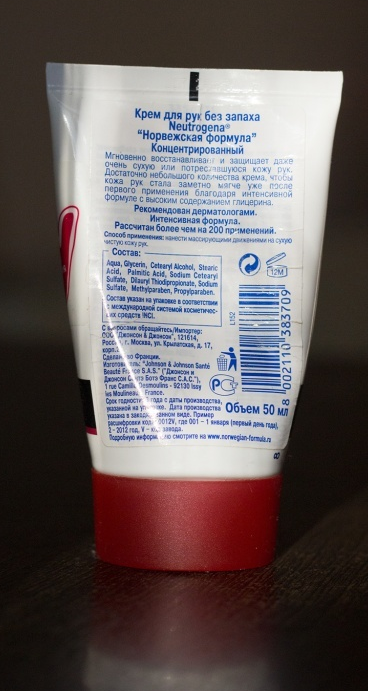 Крем для рук без запаха
Neutrogena®
"Норвежская формула"
Концентрированный
Мгновенно восстанавливает и защищает даже
очень сухую или потрескавшуюся кожу рук.
Достаточно небольшого количества крема, чтобы
кожа рук стала заметно мягче уже после
первого применения благодаря интенсивной
формуле с высоким содержанием глицерина.
Рекомендован дерматологами.
Интенсивная формула.
Рассчитан более чем на 200 применений.
Способ применения: нанести массирующими движениями на сухую
чистую кожу рук.
Состав:
Aqua, Glycerin, Cetearyl Alcohol, Stearic
Acid, Palmitic Acid, Sodium Cetearyl
Sulfate, Dilauryl Thiodipropionate, Sodium
Sulfate, Methylparaben, Propylparaben.
Состав указан на упаковке в соответствии
с международной системой косметичес-
ких средств INCI.
12M
L152
8 002110 383709
С вопросами обращайтесь/Импортер:
ООО "Джонсон & Джонсон", 121614,
Россия, г. Москва, ул. Крылатская, д. 17,
корп.
Сделано во Франции.
Изготовитель: "Johnson & Johnson Santé
Beauté France S.A.S." ("Джонсон и
Джонсон Сантэ Ботэ Франс С.А.С."),
1 rue Camille Desmoulins - 92130 Issy
les Moulineaux, France.
Срок годности: года с даты производства,
указанной на упаковке. Дата производства
указана в закодированном виде. Пример
расшифровки кода: 0012V, где 001 - 1 января (первый день года),
2 - 2012 год, V - код завода.
Подробную информацию смотрите на www.norwegian-formula.ru
Объем 50 мл
8